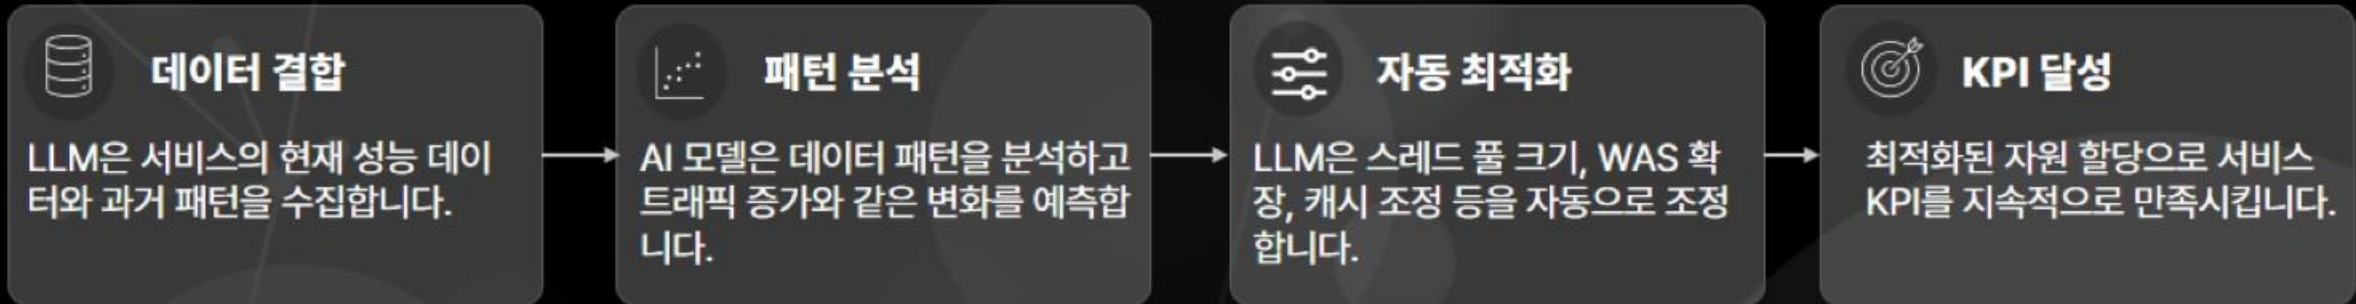 데이터 결합
LLM은 서비스의 현재 성능 데이
터와 과거 패턴을 수집합니다.
패턴 분석
AI 모델은 데이터 패턴을 분석하고
트래픽 증가와 같은 변화를 예측합
니다.
자동 최적화
LLM은 스레드 풀 크기, WAS 확
장, 캐시 조정 등을 자동으로 조정
합니다.
KPI 달성
최적화된 자원 할당으로 서비스
KPI를 지속적으로 만족시킵니다.